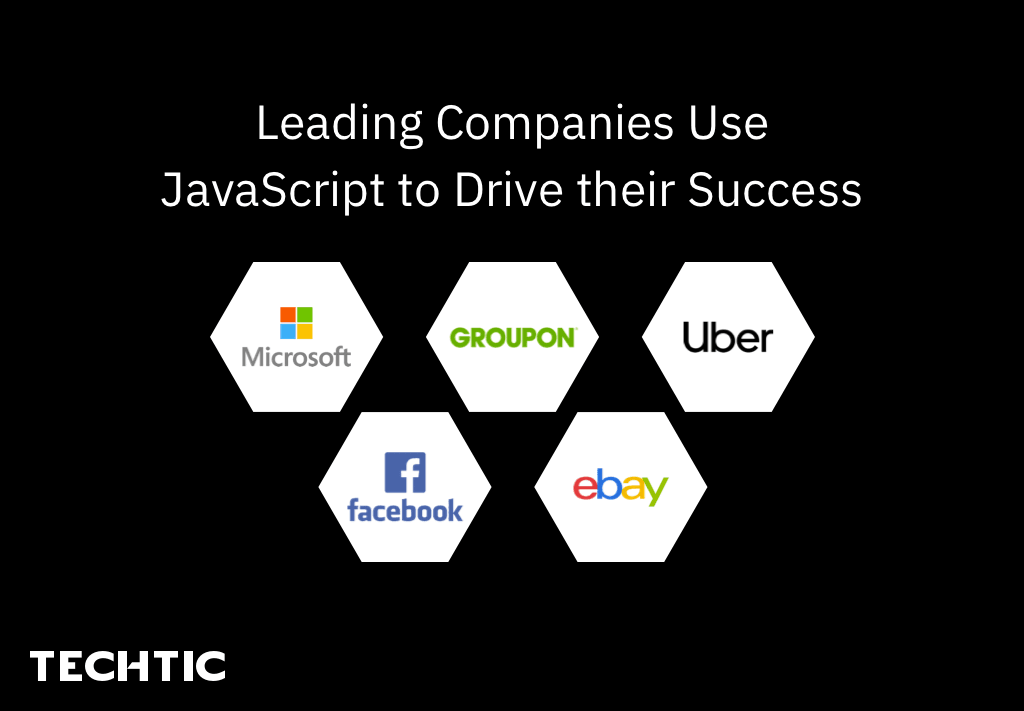 Leading Companies Use
JavaScript to Drive their Success
Microsoft
GROUPON
Uber
facebook
ebay
TECHTIC